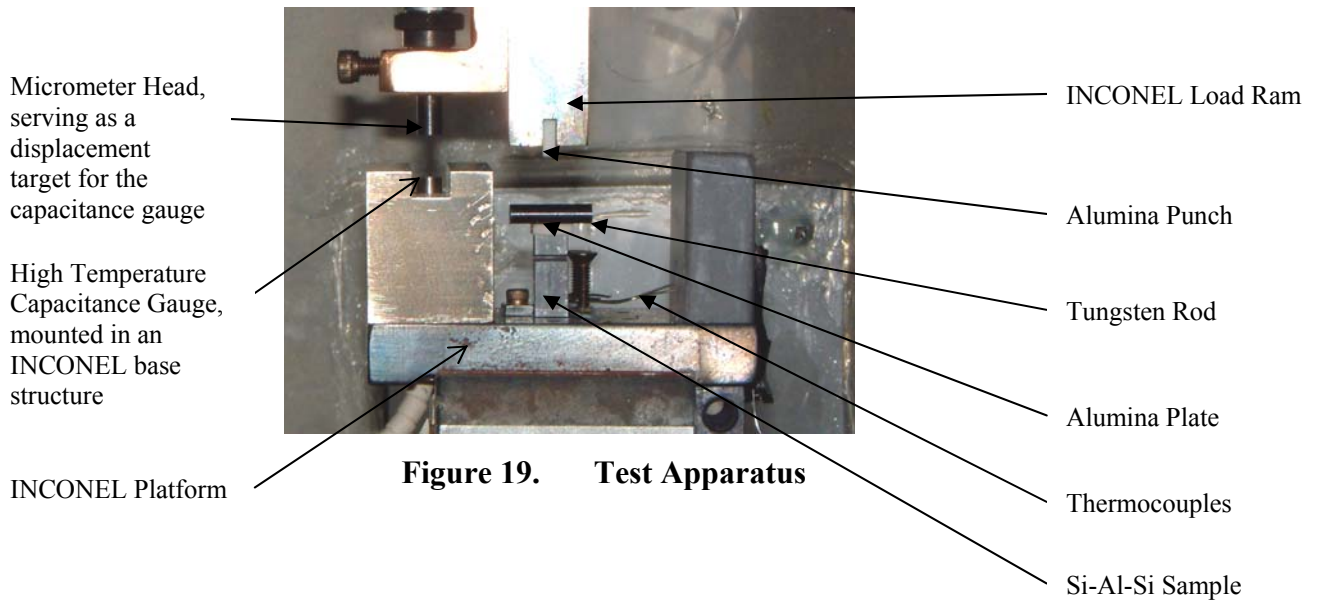 Micrometer Head,
serving as a
displacement
target for the
capacitance gauge
High Temperature
Capacitance Gauge,
mounted in an
INCONEL base
structure
INCONEL Platform
INCONEL Load Ram
Alumina Punch
Tungsten Rod
Alumina Plate
Thermocouples
Si-Al-Si Sample
Figure 19. Test Apparatus